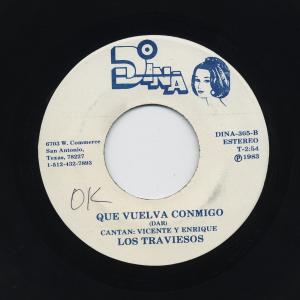 DINA
6703 W. Commerce
San Antonio,
Texas, 78227
1-512-432-7893
DINA-365-B
ESTEREO
T-2:54
Ⓟ 1983
OK
QUE VUELVA CONMIGO
(DAR)
CANTAN: VICENTE Y ENRIQUE
LOS TRAVIESOS